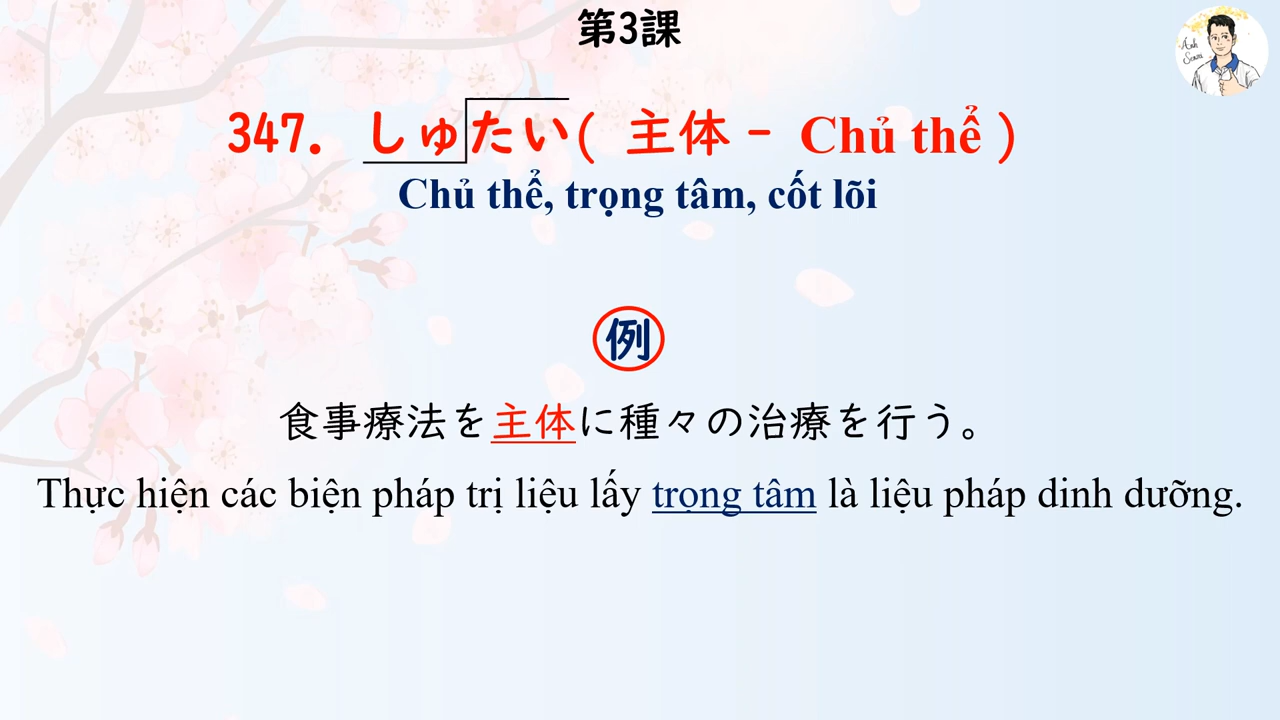 第3課
Anh Sensei
347. しゅたい( 主体 - Chủ thể )
Chủ thể, trọng tâm, cốt lõi
例
食事療法を主体に種々の治療を行う。
Thực hiện các biện pháp trị liệu lấy trọng tâm là liệu pháp dinh dưỡng.